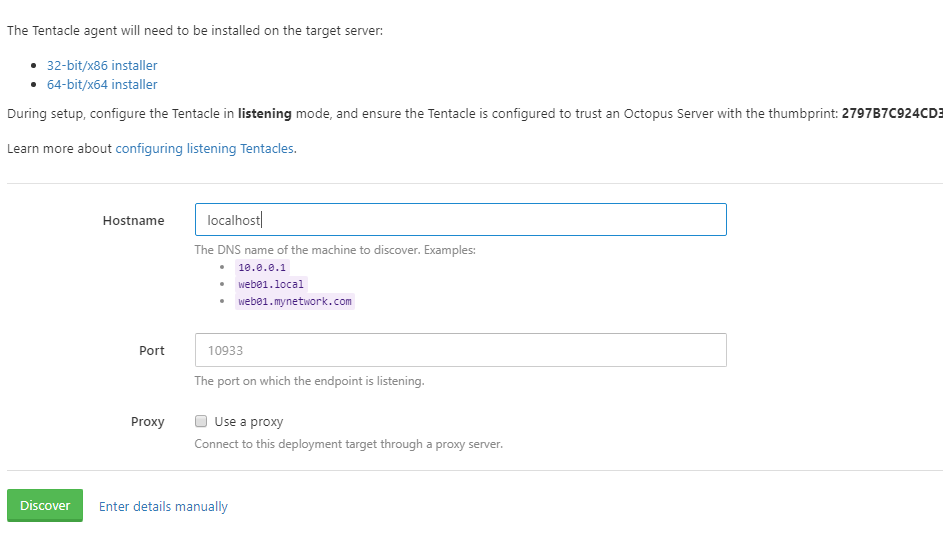 The Tentacle agent will need to be installed on the target server:
32-bit/x86 installer
64-bit/x64 installer
During setup, configure the Tentacle in listening mode, and ensure the Tentacle is configured to trust an Octopus Server with the thumbprint: 2797B7C924CD3
Learn more about configuring listening Tentacles.
Hostname
localhost
The DNS name of the machine to discover. Examples:
10.0.0.1
web01.local
web01.mynetwork.com
Port
10933
The port on which the endpoint is listening.
Proxy
Use a proxy
Connect to this deployment target through a proxy server.
Discover
Enter details manually